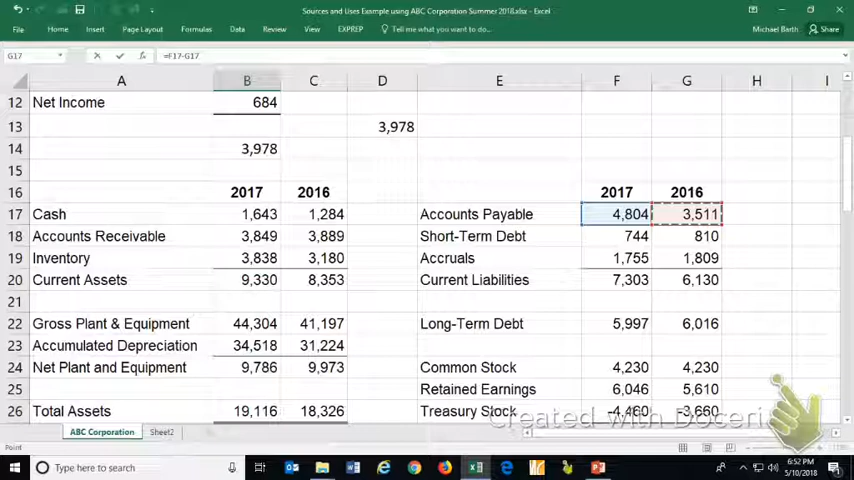 Sources and Uses Example using ABC Corporation Summer 2018.xlsx - Excel
File Home Insert Page Layout Formulas Data Review View EXPREP Tell me what you want to do... Michael Barth Share
G17 fx =F17-G17
A B C D E F G H I
12 Net Income 684
13 3,978
14 3,978
15
16 2017 2016 2017 2016
17 Cash 1,643 1,284 Accounts Payable 4,804 3,511
18 Accounts Receivable 3,849 3,889 Short-Term Debt 744 810
19 Inventory 3,838 3,180 Accruals 1,755 1,809
20 Current Assets 9,330 8,353 Current Liabilities 7,303 6,130
21
22 Gross Plant & Equipment 44,304 41,197 Long-Term Debt 5,997 6,016
23 Accumulated Depreciation 34,518 31,224
24 Net Plant and Equipment 9,786 9,973 Common Stock 4,230 4,230
25 Retained Earnings 6,046 5,610
26 Total Assets 19,116 18,326 Treasury Stock -4,460 -3,660
Created with Doceri
ABC Corporation Sheet2
Point
Type here to search
6:52 PM
5/10/2018